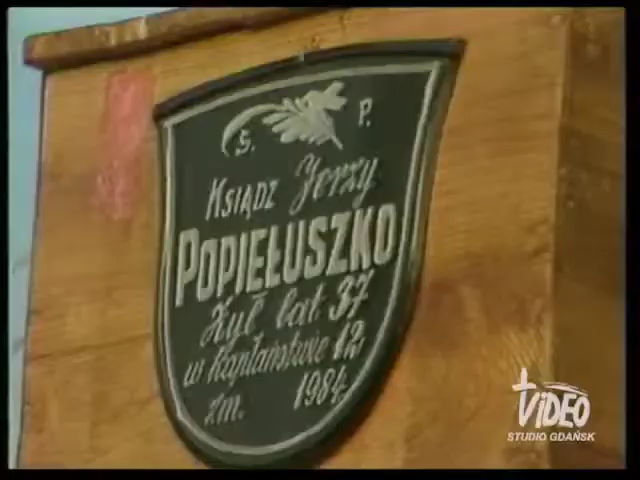 Ś. P.
KSIĄDZ Jerzy
POPIEŁUSZKO
Żył lat 37
w kapłaństwie 12
zm. 1984
VIDEO
STUDIO GDAŃSK